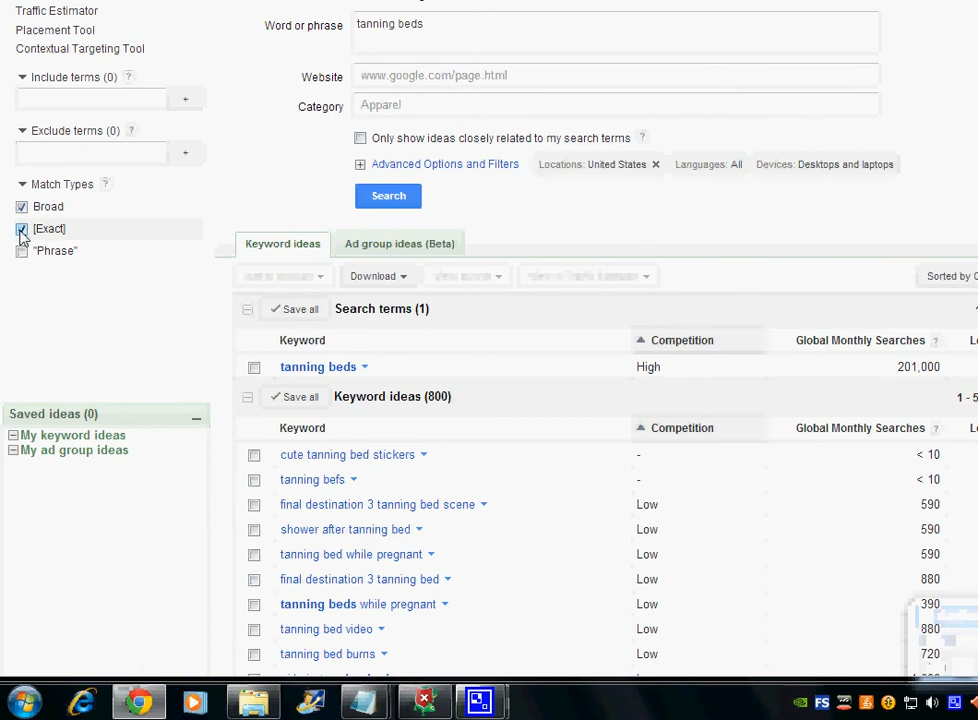 Traffic Estimator
Placement Tool
Contextual Targeting Tool
Include terms (0) ?
+
Exclude terms (0) ?
+
Match Types ?
Broad
[Exact]
"Phrase"
Saved ideas (0)
My keyword ideas
My ad group ideas
Word or phrase tanning beds
Website www.google.com/page.html
Category Apparel
Only show ideas closely related to my search terms ?
Advanced Options and Filters Locations: United States × Languages: All Devices: Desktops and laptops
Search
Keyword ideas Ad group ideas (Beta)
Download Sorted by
Save all Search terms (1) 1
Keyword Competition Global Monthly Searches ?
tanning beds High 201,000
Save all Keyword ideas (800) 1 - 5
Keyword Competition Global Monthly Searches ?
cute tanning bed stickers - < 10
tanning befs - < 10
final destination 3 tanning bed scene Low 590
shower after tanning bed Low 590
tanning bed while pregnant Low 590
final destination 3 tanning bed Low 880
tanning beds while pregnant Low 390
tanning bed video Low 880
tanning bed burns Low 720
FS